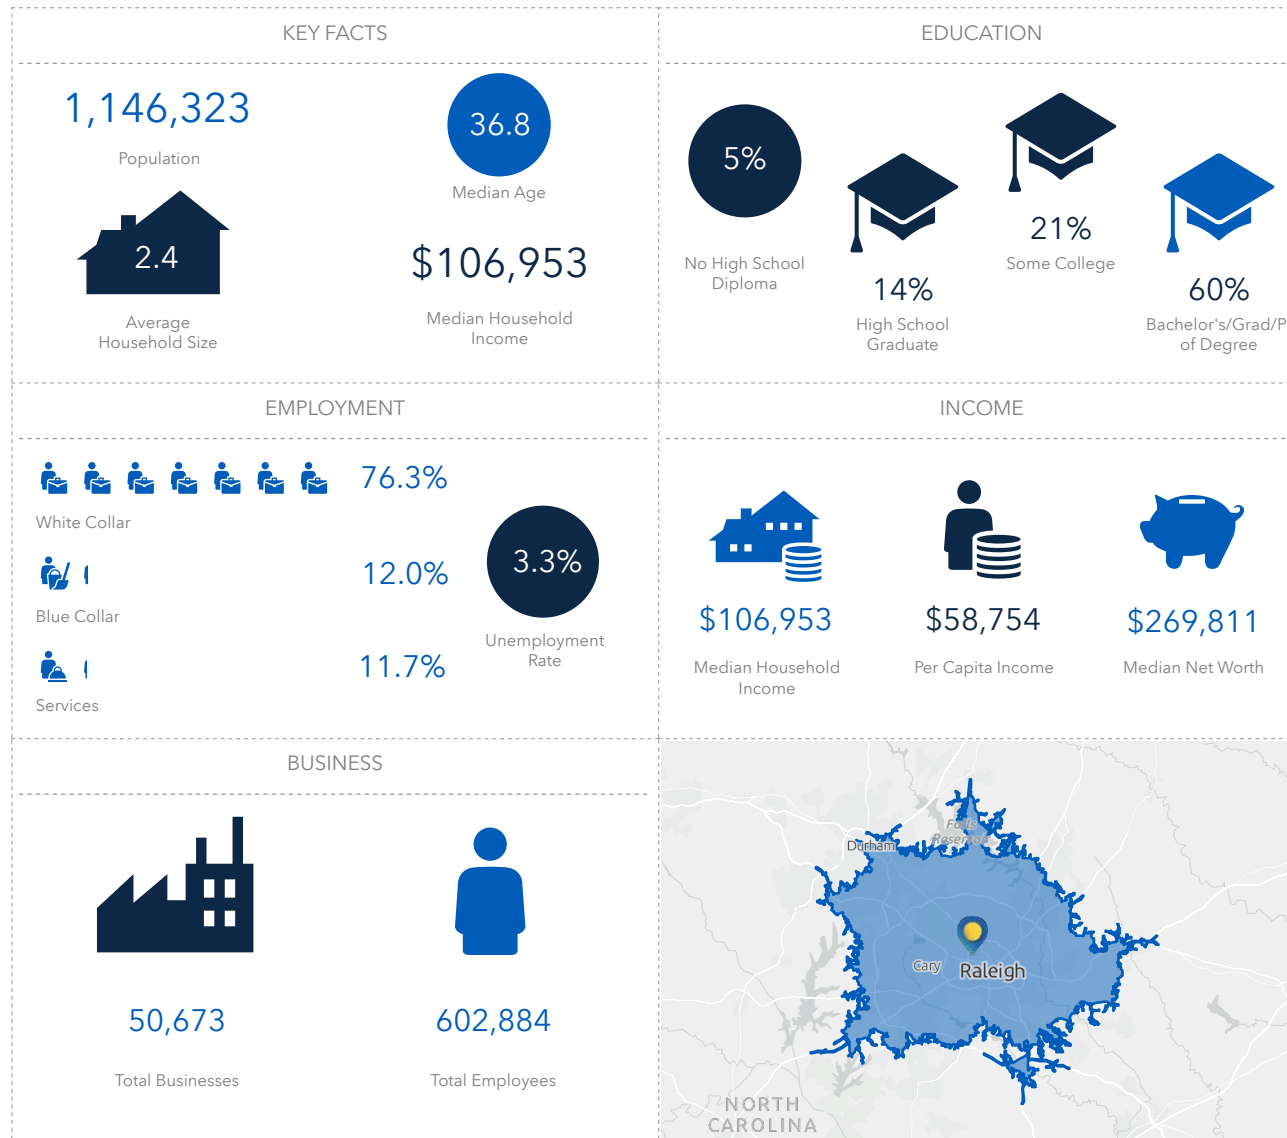 KEY FACTS
1,146,323
Population
36.8
Median Age
2.4
Average
Household Size
$106,953
Median Household
Income
EDUCATION
5%
No High School
Diploma
14%
High School
Graduate
21%
Some College
60%
Bachelor's/Grad/P
of Degree
EMPLOYMENT
76.3%
White Collar
12.0%
Blue Collar
11.7%
Services
3.3%
Unemployment
Rate
INCOME
$106,953
Median Household
Income
$58,754
Per Capita Income
$269,811
Median Net Worth
BUSINESS
50,673
Total Businesses
602,884
Total Employees
Falls
Reservoir
Durham
Cary
Raleigh
NORTH
CAROLINA